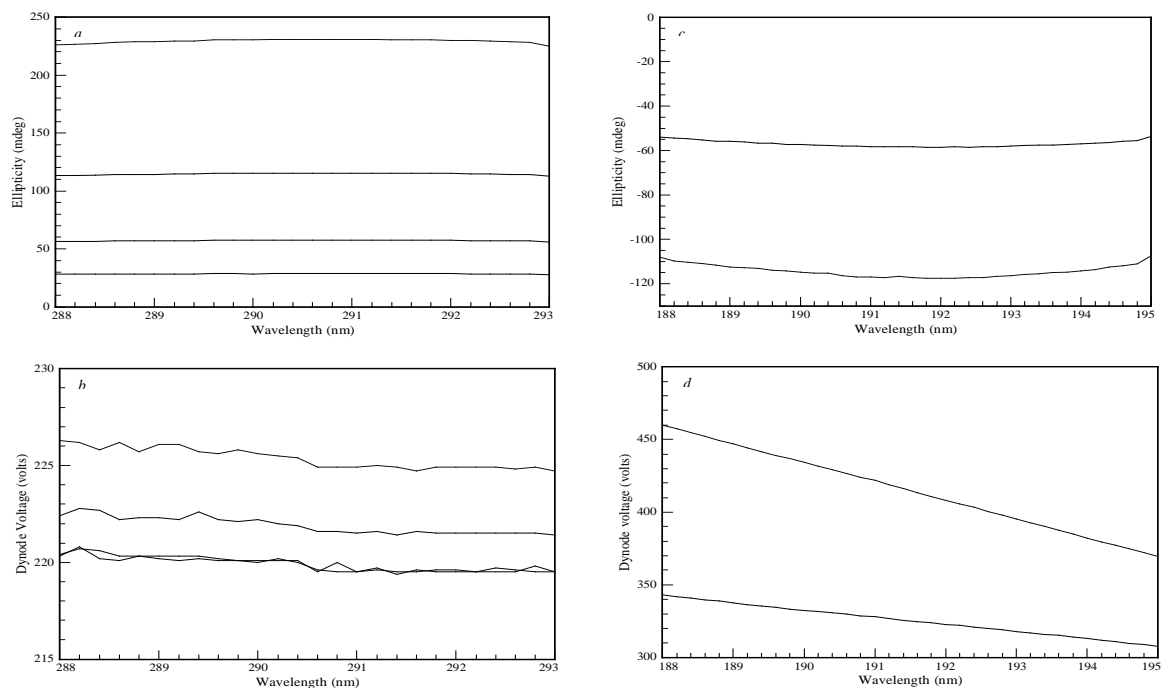 a
250
200
150
100
50
0
Ellipticity (mdeg)
288 289 290 291 292 293
Wavelength (nm)
c
0
-20
-40
-60
-80
-100
-120
Ellipticity (mdeg)
188 189 190 191 192 193 194 195
Wavelength (nm)
b
230
225
220
215
Dynode Voltage (volts)
288 289 290 291 292 293
Wavelength (nm)
d
500
450
400
350
300
Dynode voltage (volts)
188 189 190 191 192 193 194 195
Wavelength (nm)